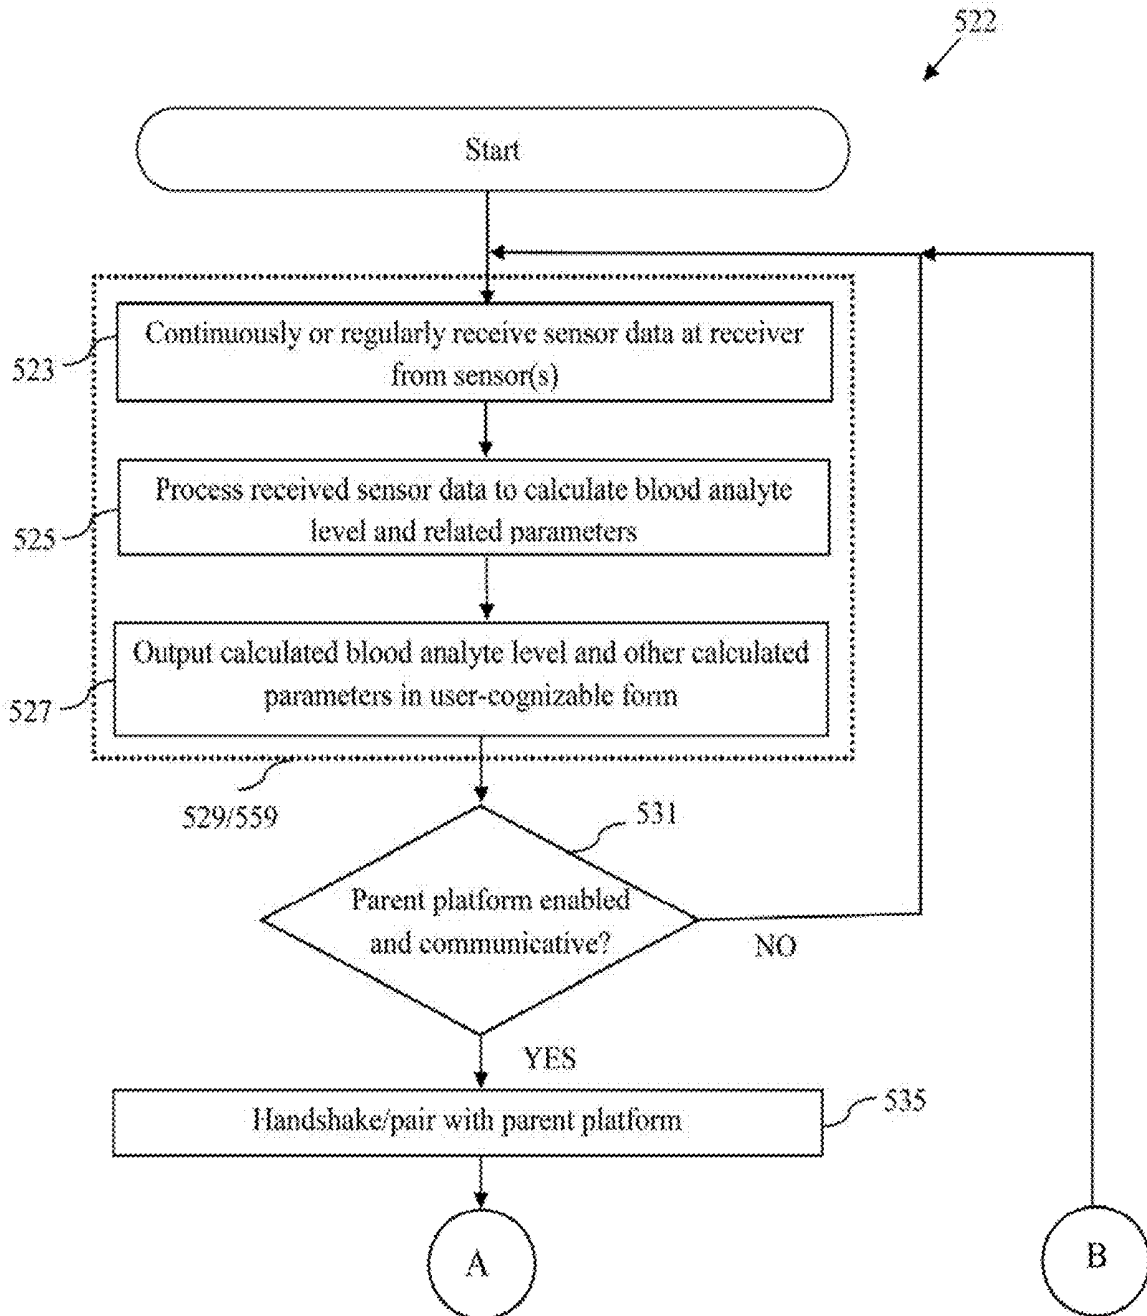 522
Start
Continuously or regularly receive sensor data at receiver
from sensor(s)
523
Process received sensor data to calculate blood analyte
level and related parameters
525
Output calculated blood analyte level and other calculated
parameters in user-cognizable form
527
529/559
531
Parent platform enabled
and communicative?
NO
YES
Handshake/pair with parent platform
535
A
B